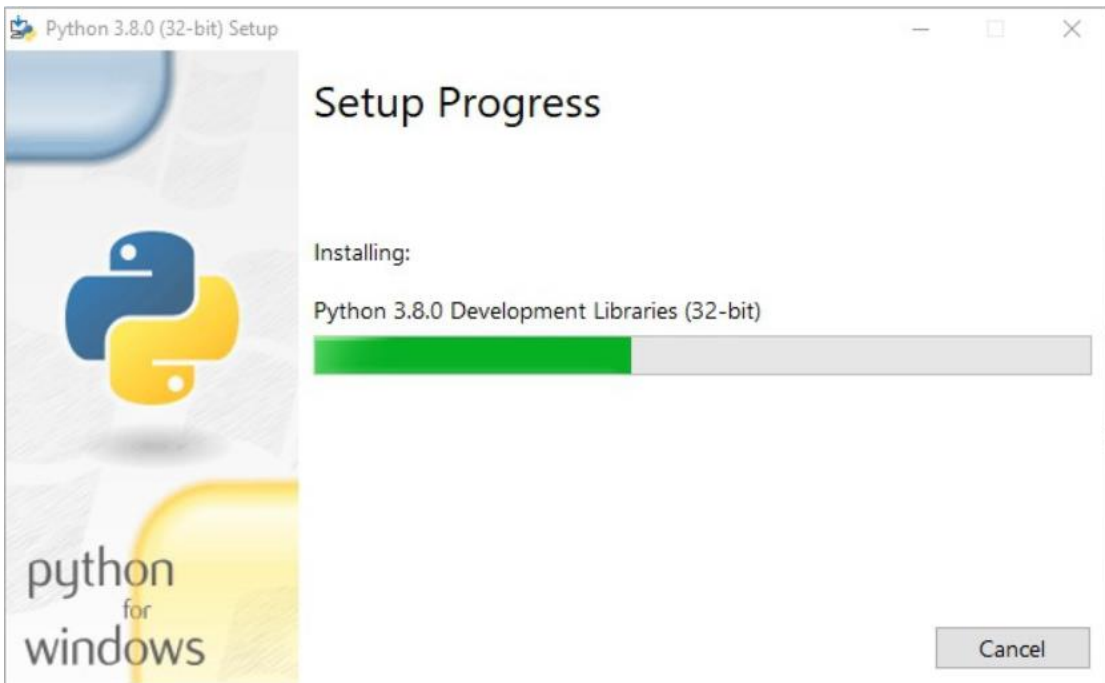 Python 3.8.0 (32-bit) Setup
Setup Progress
Installing:
Python 3.8.0 Development Libraries (32-bit)
python
for
windows
Cancel